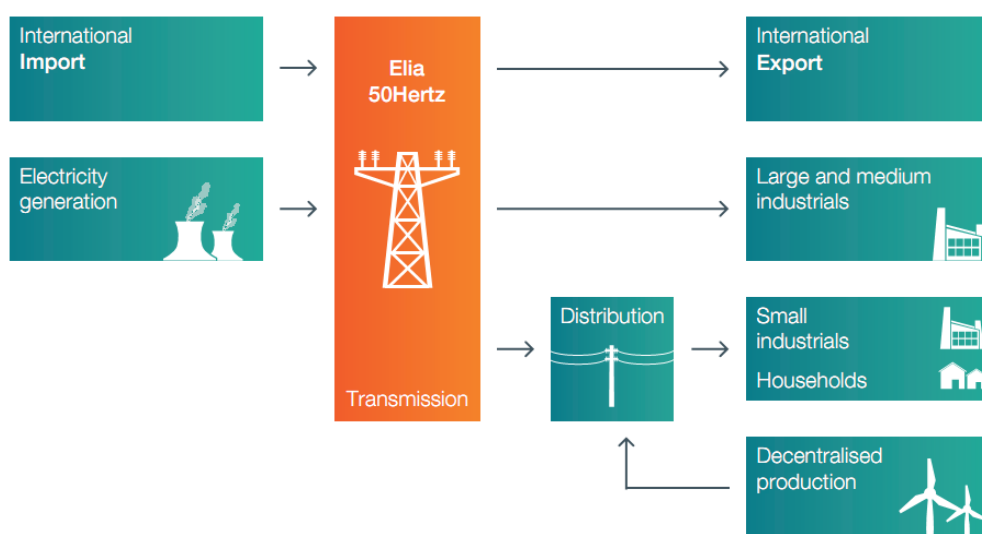 International
Import
Elia
50Hertz
International
Export
Electricity
generation
Large and medium
industrials
Distribution
Small
industrials
Households
Transmission
Decentralised
production